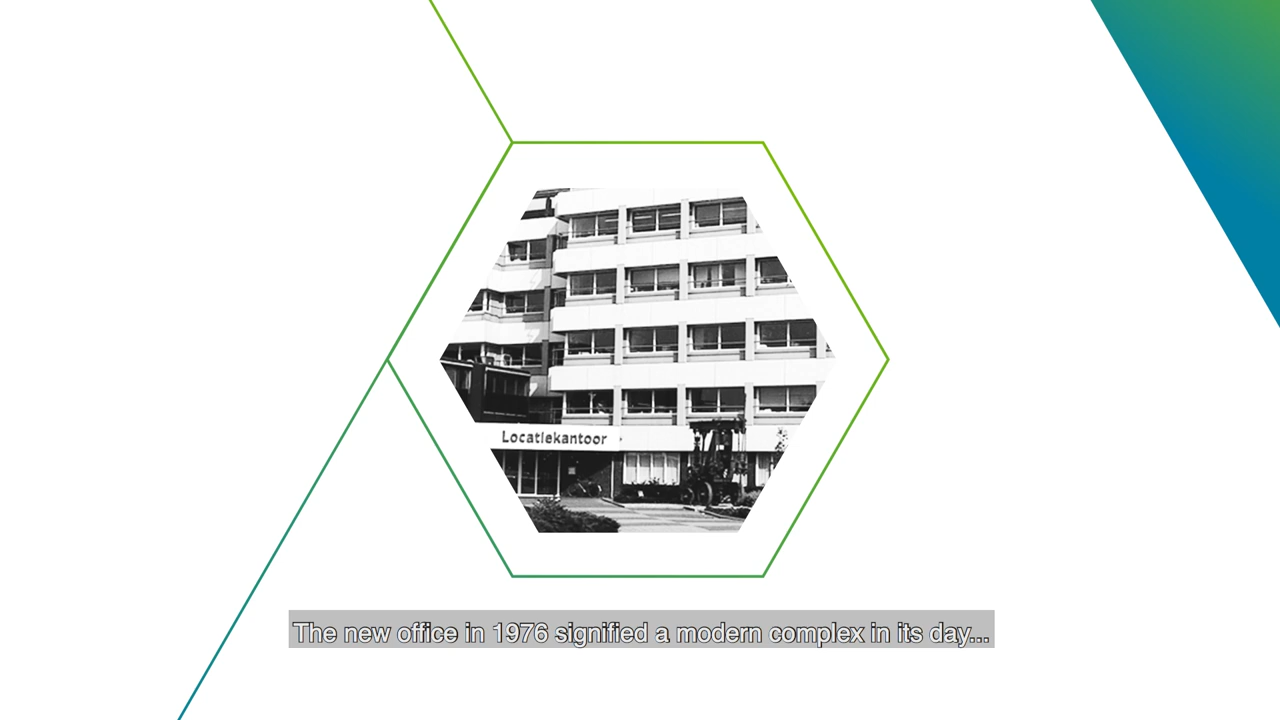 Locatiekantoor
The new office in 1976 signified a modern complex in its day...